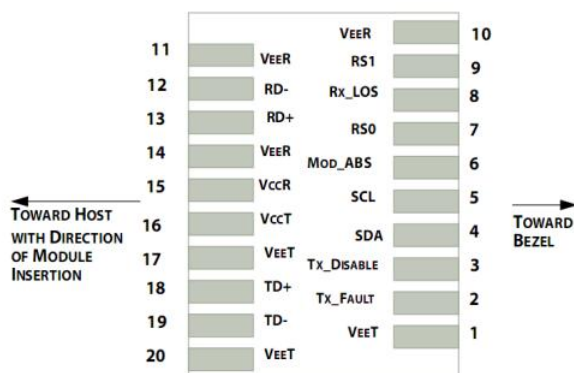 11 VEER
12 RD-
13 RD+
14 VEER
15 VCCR
16 VCCT
17 VEET
18 TD+
19 TD-
20 VEET
VEER 10
RS1 9
RX_LOS 8
RS0 7
MOD_ABS 6
SCL 5
SDA 4
TX_DISABLE 3
TX_FAULT 2
VEET 1
TOWARD HOST
WITH DIRECTION
OF MODULE
INSERTION
TOWARD
BEZEL